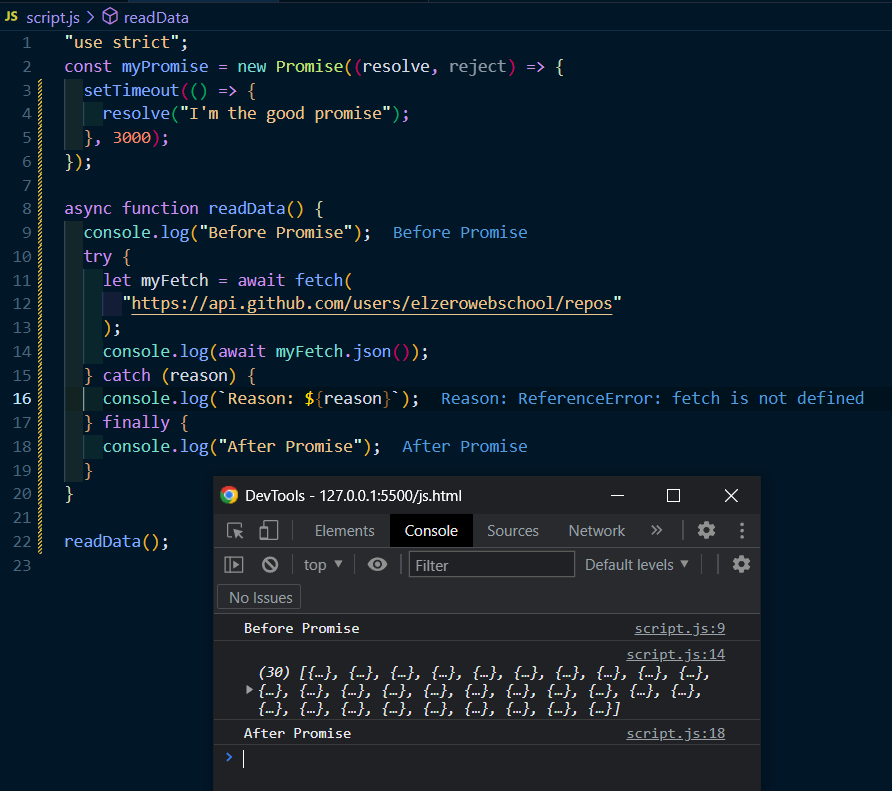 JS script.js > readData
1 "use strict";
2 const myPromise = new Promise((resolve, reject) => {
3 setTimeout(() => {
4 resolve("I'm the good promise");
5 }, 3000);
6 });
7
8 async function readData() {
9 console.log("Before Promise"); Before Promise
10 try {
11 let myFetch = await fetch(
12 "https://api.github.com/users/elzerowebschool/repos"
13 );
14 console.log(await myFetch.json());
15 } catch (reason) {
16 console.log(`Reason: ${reason}`); Reason: ReferenceError: fetch is not defined
17 } finally {
18 console.log("After Promise"); After Promise
19 }
20 }
21
22 readData();
23
DevTools - 127.0.0.1:5500/js.html
Elements Console Sources Network »
top ▼ Filter Default levels ▼
No Issues
Before Promise script.js:9
script.js:14
(30) [{…}, {…}, {…}, {…}, {…}, {…}, {…}, {…}, {…}, {…},
{…}, {…}, {…}, {…}, {…}, {…}, {…}, {…}, {…}, {…}, {…},
{…}, {…}, {…}, {…}, {…}, {…}, {…}, {…}, {…}]
After Promise script.js:18
>